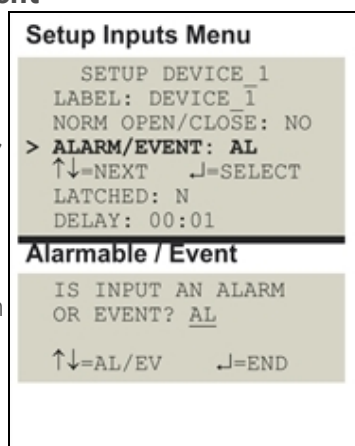 Setup Inputs Menu
SETUP DEVICE_1
LABEL: DEVICE_1
NORM OPEN/CLOSE: NO
> ALARM/EVENT: AL
↑↓=NEXT ↵=SELECT
LATCHED: N
DELAY: 00:01
Alarmable / Event
IS INPUT AN ALARM
OR EVENT? AL
↑↓=AL/EV ↵=END